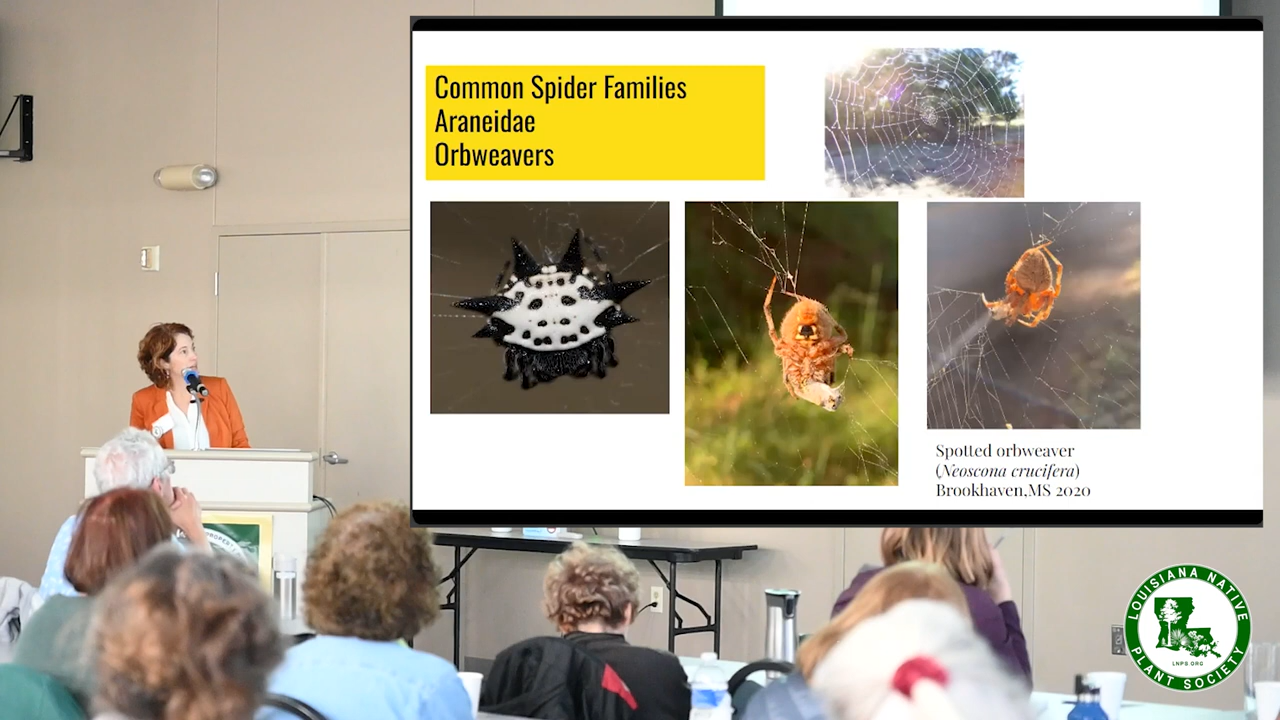 Common Spider Families
Araneidae
Orbweavers
Spotted orbweaver
(Neoscona crucifera)
Brookhaven,MS 2020
LOUISIANA NATIVE
PLANT SOCIETY
LNPS.ORG